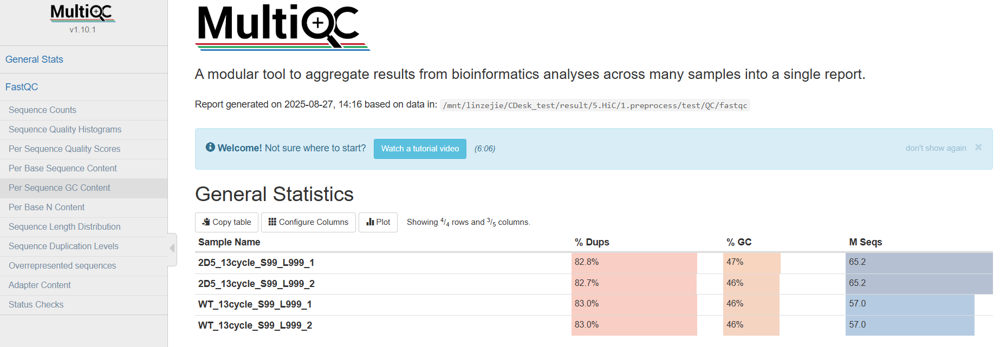 MultiQC
v1.10.1
General Stats
FastQC
Sequence Counts
Sequence Quality Histograms
Per Sequence Quality Scores
Per Base Sequence Content
Per Sequence GC Content
Per Base N Content
Sequence Length Distribution
Sequence Duplication Levels
Overrepresented sequences
Adapter Content
Status Checks
MultiQC
A modular tool to aggregate results from bioinformatics analyses across many samples into a single report.
Report generated on 2025-08-27, 14:16 based on data in: /mnt/linzejie/CDesk_test/result/5.HiC/1.preprocess/test/QC/fastqc
Welcome! Not sure where to start? Watch a tutorial video (6:06) don't show again ×
General Statistics
Copy table Configure Columns Plot Showing 4/4 rows and 3/5 columns.
Sample Name % Dups % GC M Seqs
2D5_13cycle_S99_L999_1 82.8% 47% 65.2
2D5_13cycle_S99_L999_2 82.7% 46% 65.2
WT_13cycle_S99_L999_1 83.0% 46% 57.0
WT_13cycle_S99_L999_2 83.0% 46% 57.0